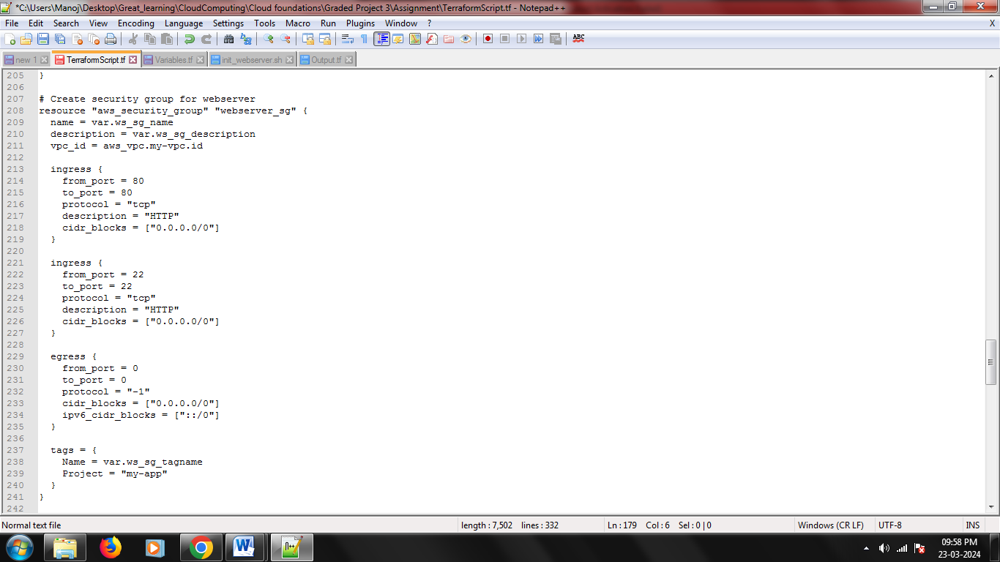 *C:\Users\Manoj\Desktop\Great_learning\CloudComputing\Cloud foundations\Graded Project 3\Assignment\TerraformScript.tf - Notepad++
File Edit Search View Encoding Language Settings Tools Macro Run Plugins Window ? X
ABC
new 1 TerraformScript.tf Variables.tf init_webserver.sh Output.tf
205 }
206
207 # Create security group for webserver
208 resource "aws_security_group" "webserver_sg" {
209   name = var.ws_sg_name
210   description = var.ws_sg_description
211   vpc_id = aws_vpc.my-vpc.id
212
213   ingress {
214     from_port = 80
215     to_port = 80
216     protocol = "tcp"
217     description = "HTTP"
218     cidr_blocks = ["0.0.0.0/0"]
219   }
220
221   ingress {
222     from_port = 22
223     to_port = 22
224     protocol = "tcp"
225     description = "HTTP"
226     cidr_blocks = ["0.0.0.0/0"]
227   }
228
229   egress {
230     from_port = 0
231     to_port = 0
232     protocol = "-1"
233     cidr_blocks = ["0.0.0.0/0"]
234     ipv6_cidr_blocks = ["::/0"]
235   }
236
237   tags = {
238     Name = var.ws_sg_tagname
239     Project = "my-app"
240   }
241 }
242
Normal text file length : 7,502 lines : 332 Ln : 179 Col : 6 Sel : 0 | 0 Windows (CR LF) UTF-8 INS
09:58 PM
23-03-2024